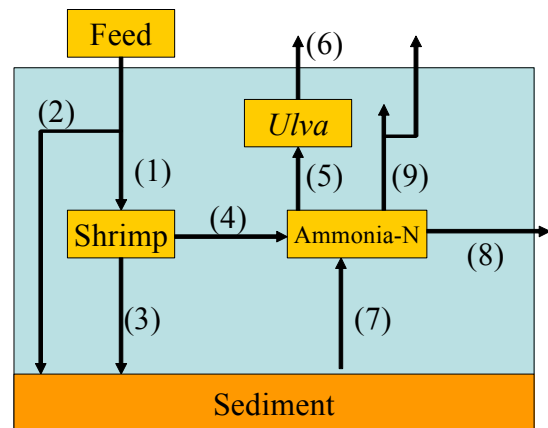 Feed
(6)
(2)
Ulva
(1)
(5)
(9)
Shrimp
(4)
Ammonia-N
(8)
(3)
(7)
Sediment